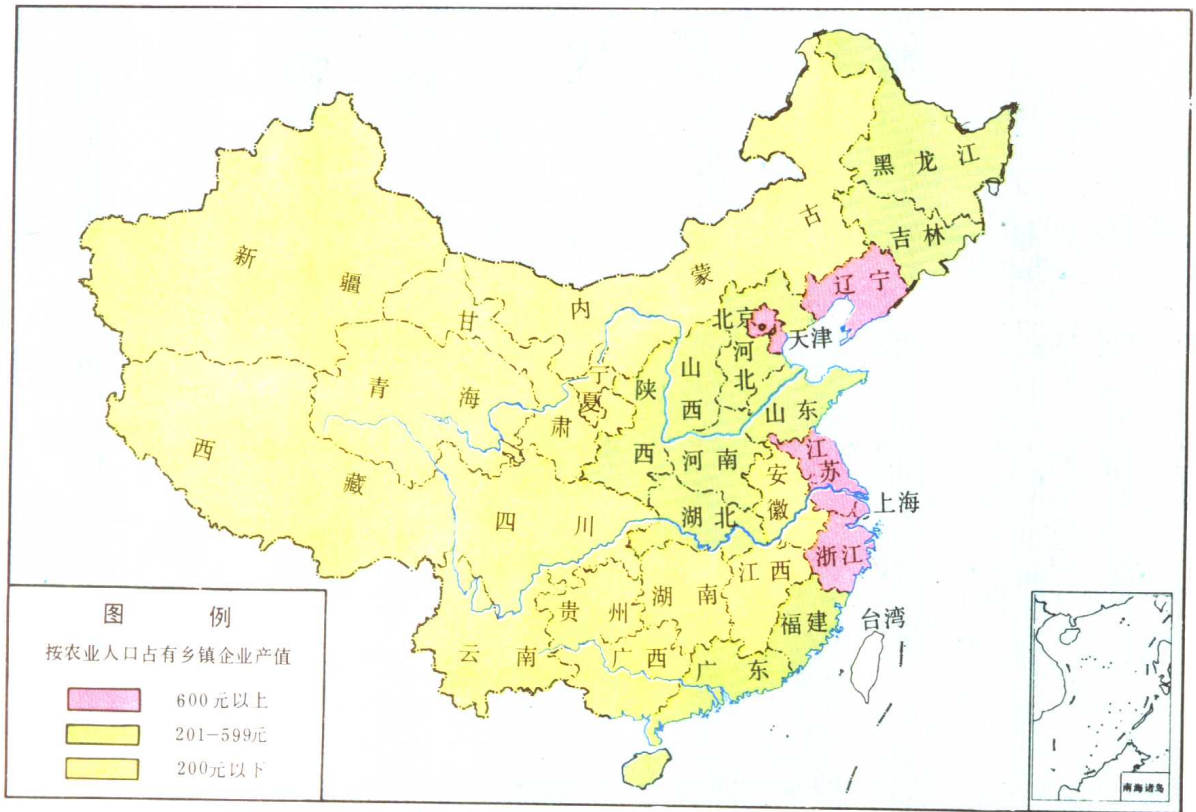 黑龙江
吉林
辽宁
内蒙古
新疆
甘肃
北京
天津
河北
山西
陕西
宁夏
青海
山东
西藏
河南
江苏
安徽
上海
四川
湖北
浙江
江西
湖南
贵州
福建
台湾
云南
广西
广东
图例
按农业人口占有乡镇企业产值
600元以上
201—599元
200元以下
南海诸岛